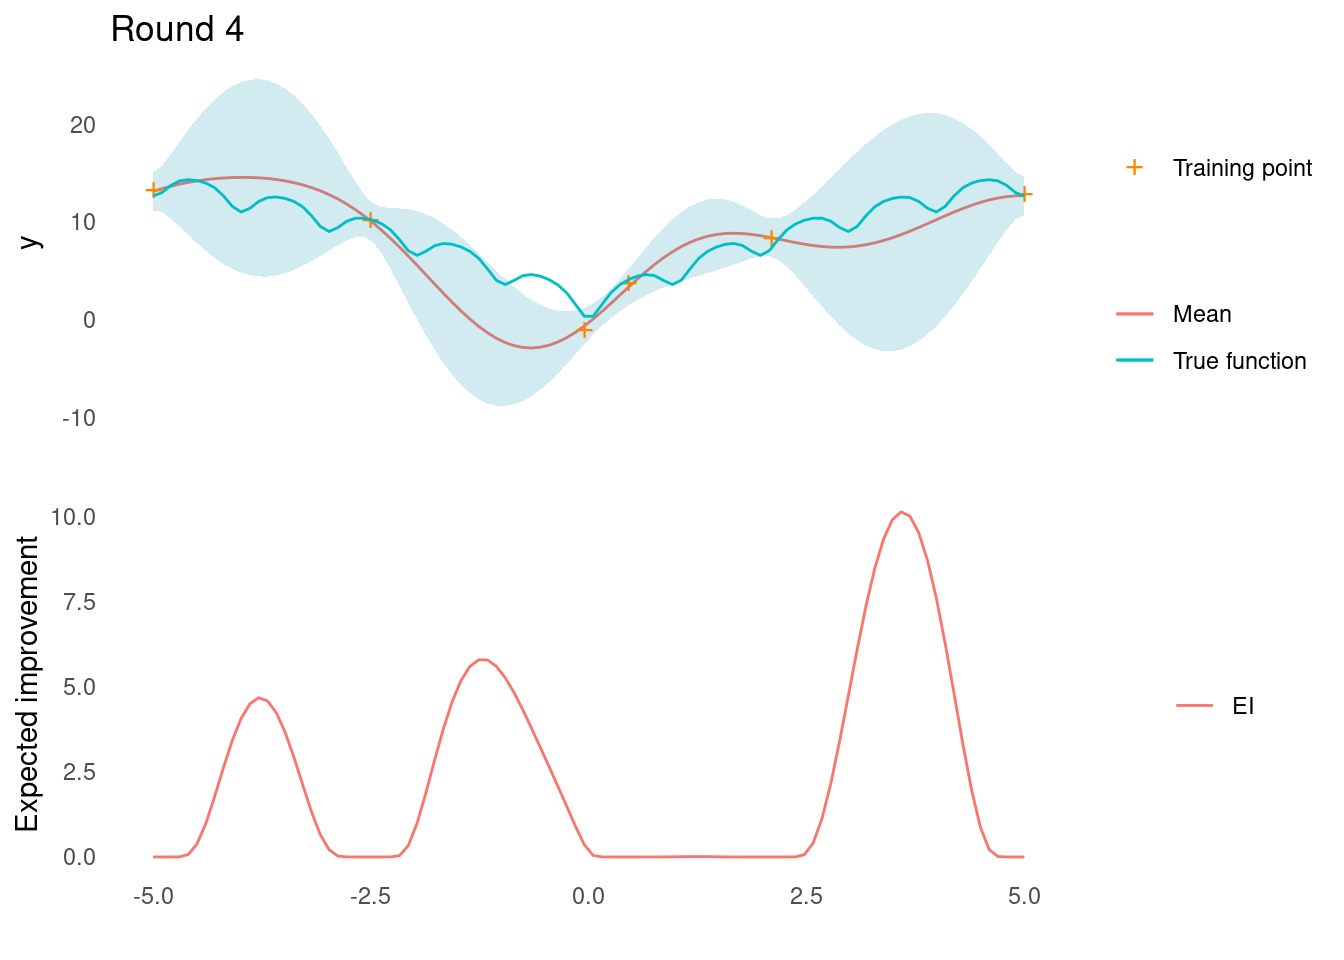 Round 4
y
20
10
0
-10
Training point
Mean
True function
Expected improvement
10.0
7.5
5.0
2.5
0.0
EI
-5.0 -2.5 0.0 2.5 5.0